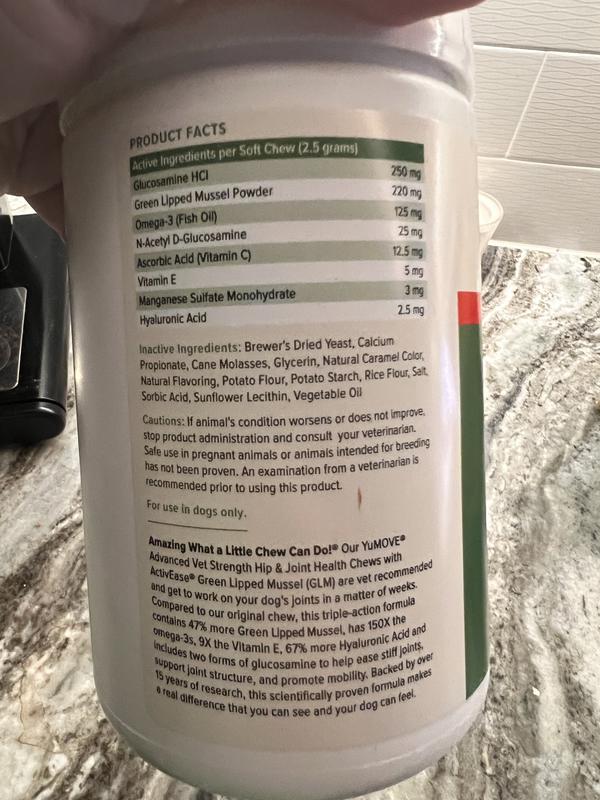 PRODUCT FACTS
Active Ingredients per Soft Chew (2.5 grams)
Glucosamine HCl 250 mg
Green Lipped Mussel Powder 220 mg
Omega-3 (Fish Oil) 125 mg
N-Acetyl D-Glucosamine 25 mg
Ascorbic Acid (Vitamin C) 12.5 mg
Vitamin E 5 mg
Manganese Sulfate Monohydrate 3 mg
Hyaluronic Acid 2.5 mg
Inactive Ingredients: Brewer's Dried Yeast, Calcium
Propionate, Cane Molasses, Glycerin, Natural Caramel Color,
Natural Flavoring, Potato Flour, Potato Starch, Rice Flour, Salt,
Sorbic Acid, Sunflower Lecithin, Vegetable Oil
Cautions: If animal's condition worsens or does not improve,
stop product administration and consult your veterinarian.
Safe use in pregnant animals or animals intended for breeding
has not been proven. An examination from a veterinarian is
recommended prior to using this product.
For use in dogs only.
Amazing What a Little Chew Can Do!® Our YuMOVE®
Advanced Vet Strength Hip & Joint Health Chews with
ActivEase® Green Lipped Mussel (GLM) are vet recommended
and get to work on your dog's joints in a matter of weeks.
Compared to our original chew, this triple-action formula
contains 47% more Green Lipped Mussel, has 150X the
omega-3s, 9X the Vitamin E, 67% more Hyaluronic Acid and
includes two forms of glucosamine to help ease stiff joints,
support joint structure, and promote mobility. Backed by over
15 years of research, this scientifically proven formula makes
a real difference that you can see and your dog can feel.